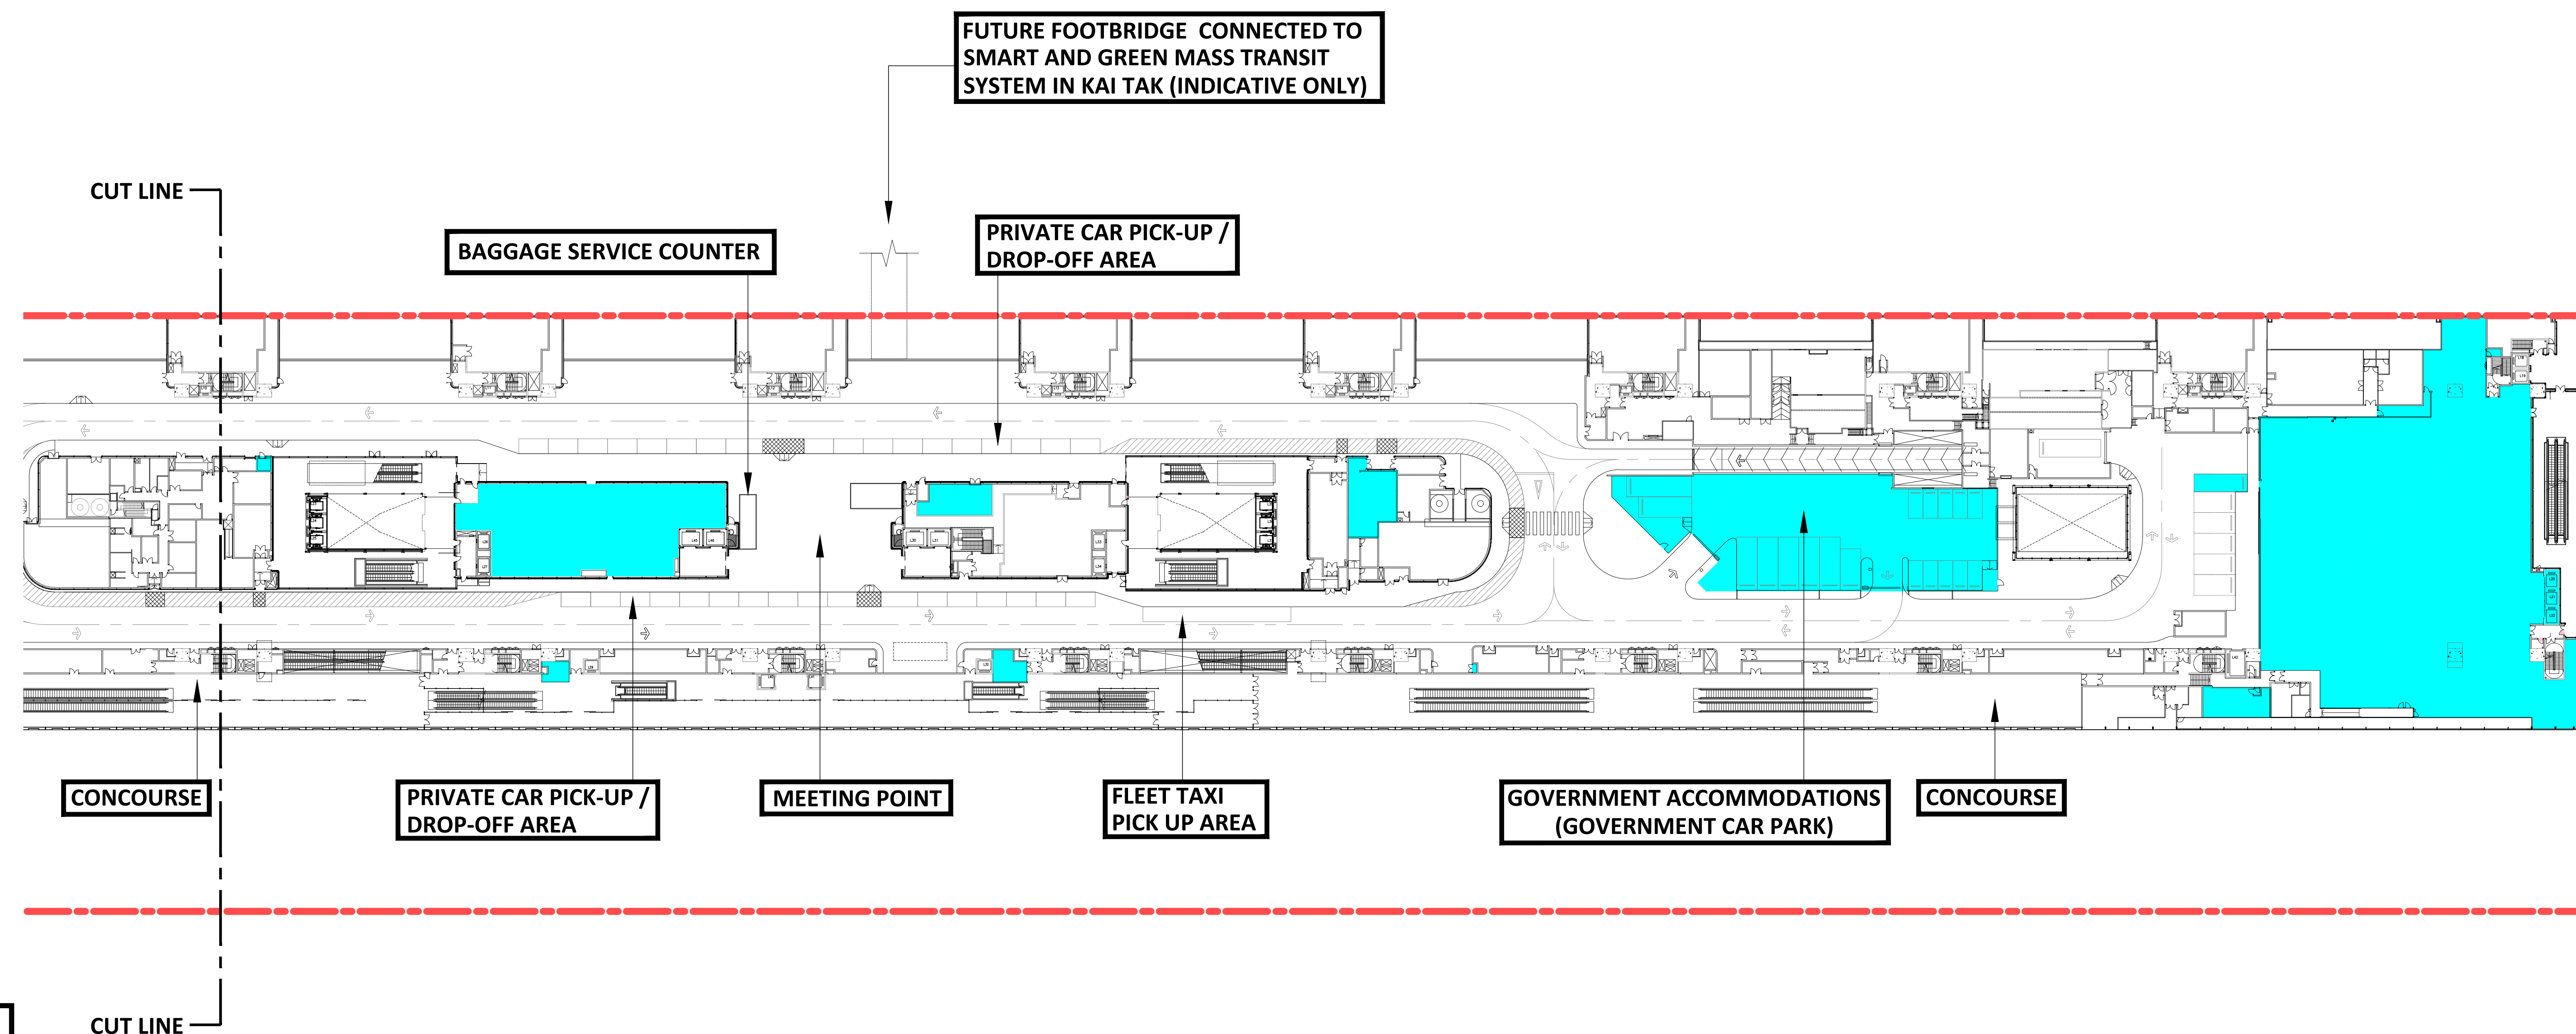 FUTURE FOOTBRIDGE CONNECTED TO
SMART AND GREEN MASS TRANSIT
SYSTEM IN KAI TAK (INDICATIVE ONLY)
CUT LINE
BAGGAGE SERVICE COUNTER
PRIVATE CAR PICK-UP /
DROP-OFF AREA
CONCOURSE
PRIVATE CAR PICK-UP /
DROP-OFF AREA
MEETING POINT
FLEET TAXI
PICK UP AREA
GOVERNMENT ACCOMMODATIONS
(GOVERNMENT CAR PARK)
CONCOURSE
CUT LINE